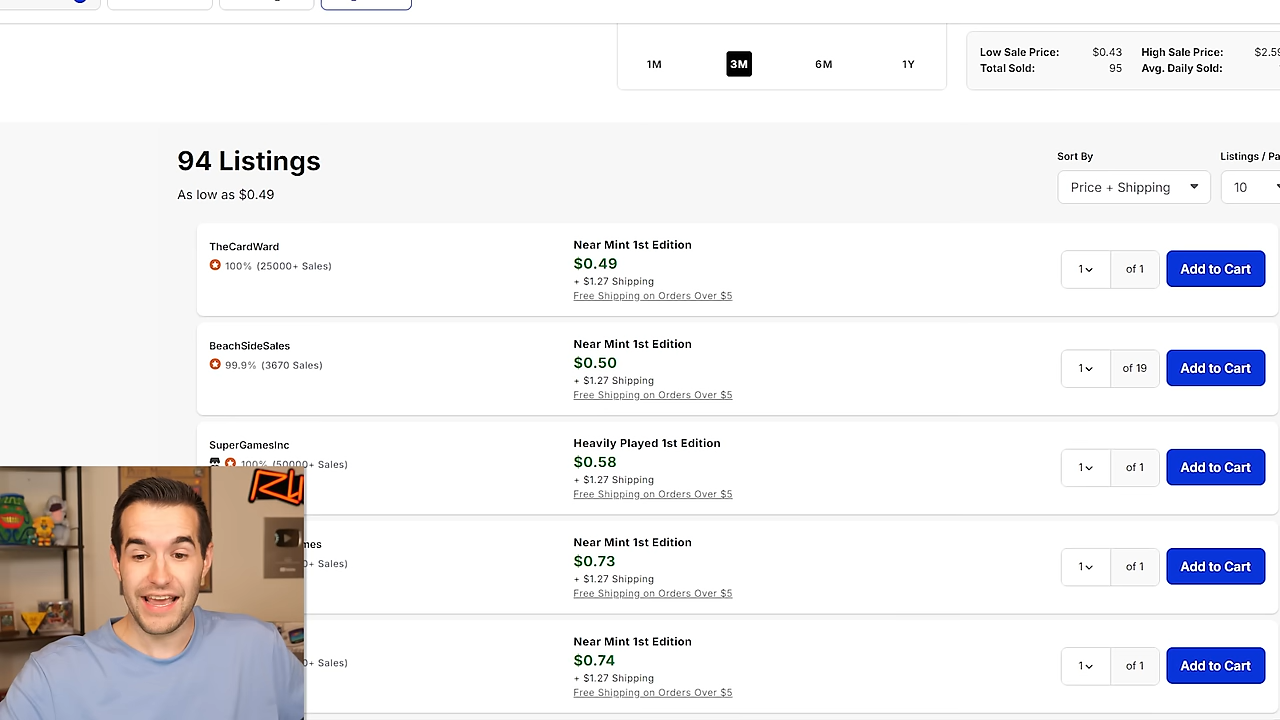 1M
3M
6M
1Y
Low Sale Price:
$0.43
High Sale Price:
Total Sold:
95
Avg. Daily Sold:
94 Listings
As low as $0.49
Sort By
Listings /
Price + Shipping
10
TheCardWard
100% (25000+ Sales)
Near Mint 1st Edition
$0.49
+ $1.27 Shipping
Free Shipping on Orders Over $5
1
of 1
Add to Cart
BeachSideSales
99.9% (3670 Sales)
Near Mint 1st Edition
$0.50
+ $1.27 Shipping
Free Shipping on Orders Over $5
1
of 19
Add to Cart
SuperGamesInc
100% (50000+ Sales)
Heavily Played 1st Edition
$0.58
+ $1.27 Shipping
Free Shipping on Orders Over $5
1
of 1
Add to Cart
Sales)
Near Mint 1st Edition
$0.73
+ $1.27 Shipping
Free Shipping on Orders Over $5
1
of 1
Add to Cart
Sales)
Near Mint 1st Edition
$0.74
+ $1.27 Shipping
Free Shipping on Orders Over $5
1
of 1
Add to Cart